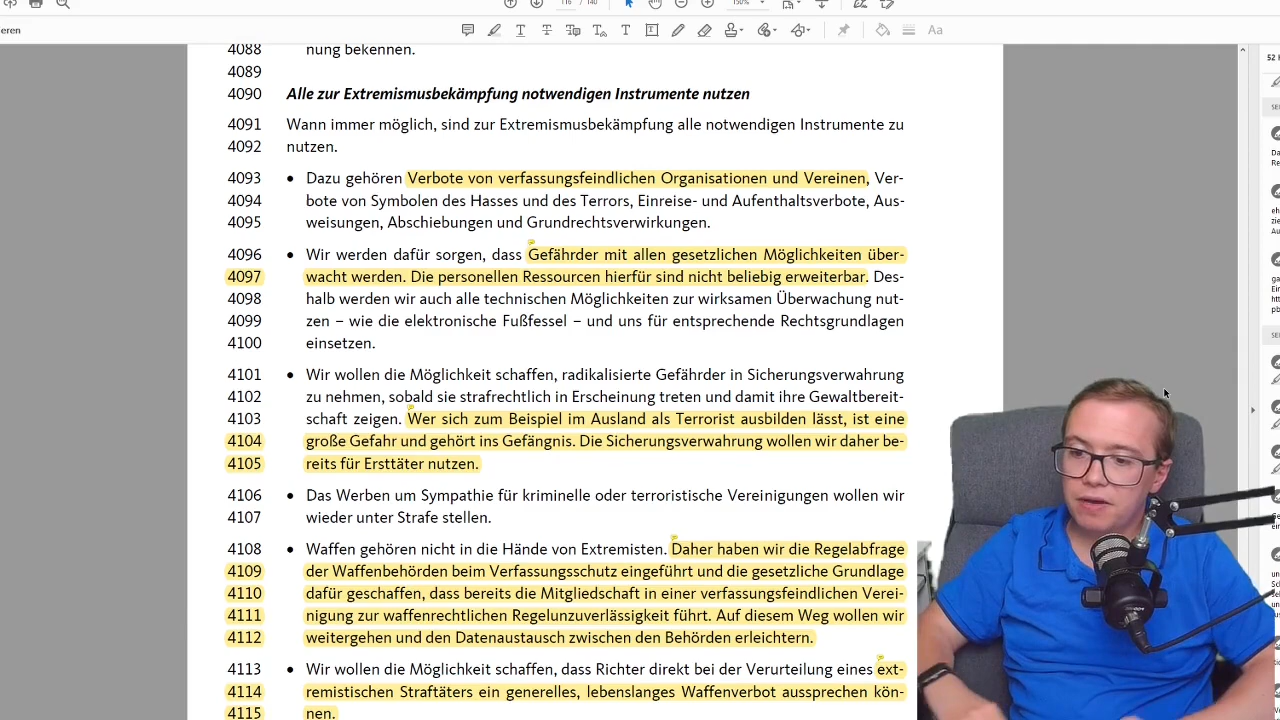 116 / 140
150%
eren
Aa
52
4088 nung bekennen.
4089
4090 Alle zur Extremismusbekämpfung notwendigen Instrumente nutzen
4091 Wann immer möglich, sind zur Extremismusbekämpfung alle notwendigen Instrumente zu
4092 nutzen.
4093 • Dazu gehören Verbote von verfassungsfeindlichen Organisationen und Vereinen, Ver-
4094 bote von Symbolen des Hasses und des Terrors, Einreise- und Aufenthaltsverbote, Aus-
4095 weisungen, Abschiebungen und Grundrechtsverwirkungen.
4096 • Wir werden dafür sorgen, dass Gefährder mit allen gesetzlichen Möglichkeiten über-
4097 wacht werden. Die personellen Ressourcen hierfür sind nicht beliebig erweiterbar. Des-
4098 halb werden wir auch alle technischen Möglichkeiten zur wirksamen Überwachung nut-
4099 zen – wie die elektronische Fußfessel – und uns für entsprechende Rechtsgrundlagen
4100 einsetzen.
4101 • Wir wollen die Möglichkeit schaffen, radikalisierte Gefährder in Sicherungsverwahrung
4102 zu nehmen, sobald sie strafrechtlich in Erscheinung treten und damit ihre Gewaltbereit-
4103 schaft zeigen. Wer sich zum Beispiel im Ausland als Terrorist ausbilden lässt, ist eine
4104 große Gefahr und gehört ins Gefängnis. Die Sicherungsverwahrung wollen wir daher be-
4105 reits für Ersttäter nutzen.
4106 • Das Werben um Sympathie für kriminelle oder terroristische Vereinigungen wollen wir
4107 wieder unter Strafe stellen.
4108 • Waffen gehören nicht in die Hände von Extremisten. Daher haben wir die Regelabfrage
4109 der Waffenbehörden beim Verfassungsschutz eingeführt und die gesetzliche Grundlage
4110 dafür geschaffen, dass bereits die Mitgliedschaft in einer verfassungsfeindlichen Verei-
4111 nigung zur waffenrechtlichen Regelunzuverlässigkeit führt. Auf diesem Weg wollen wir
4112 weitergehen und den Datenaustausch zwischen den Behörden erleichtern.
4113 • Wir wollen die Möglichkeit schaffen, dass Richter direkt bei der Verurteilung eines ext-
4114 remistischen Straftäters ein generelles, lebenslanges Waffenverbot aussprechen kön-
4115 nen.